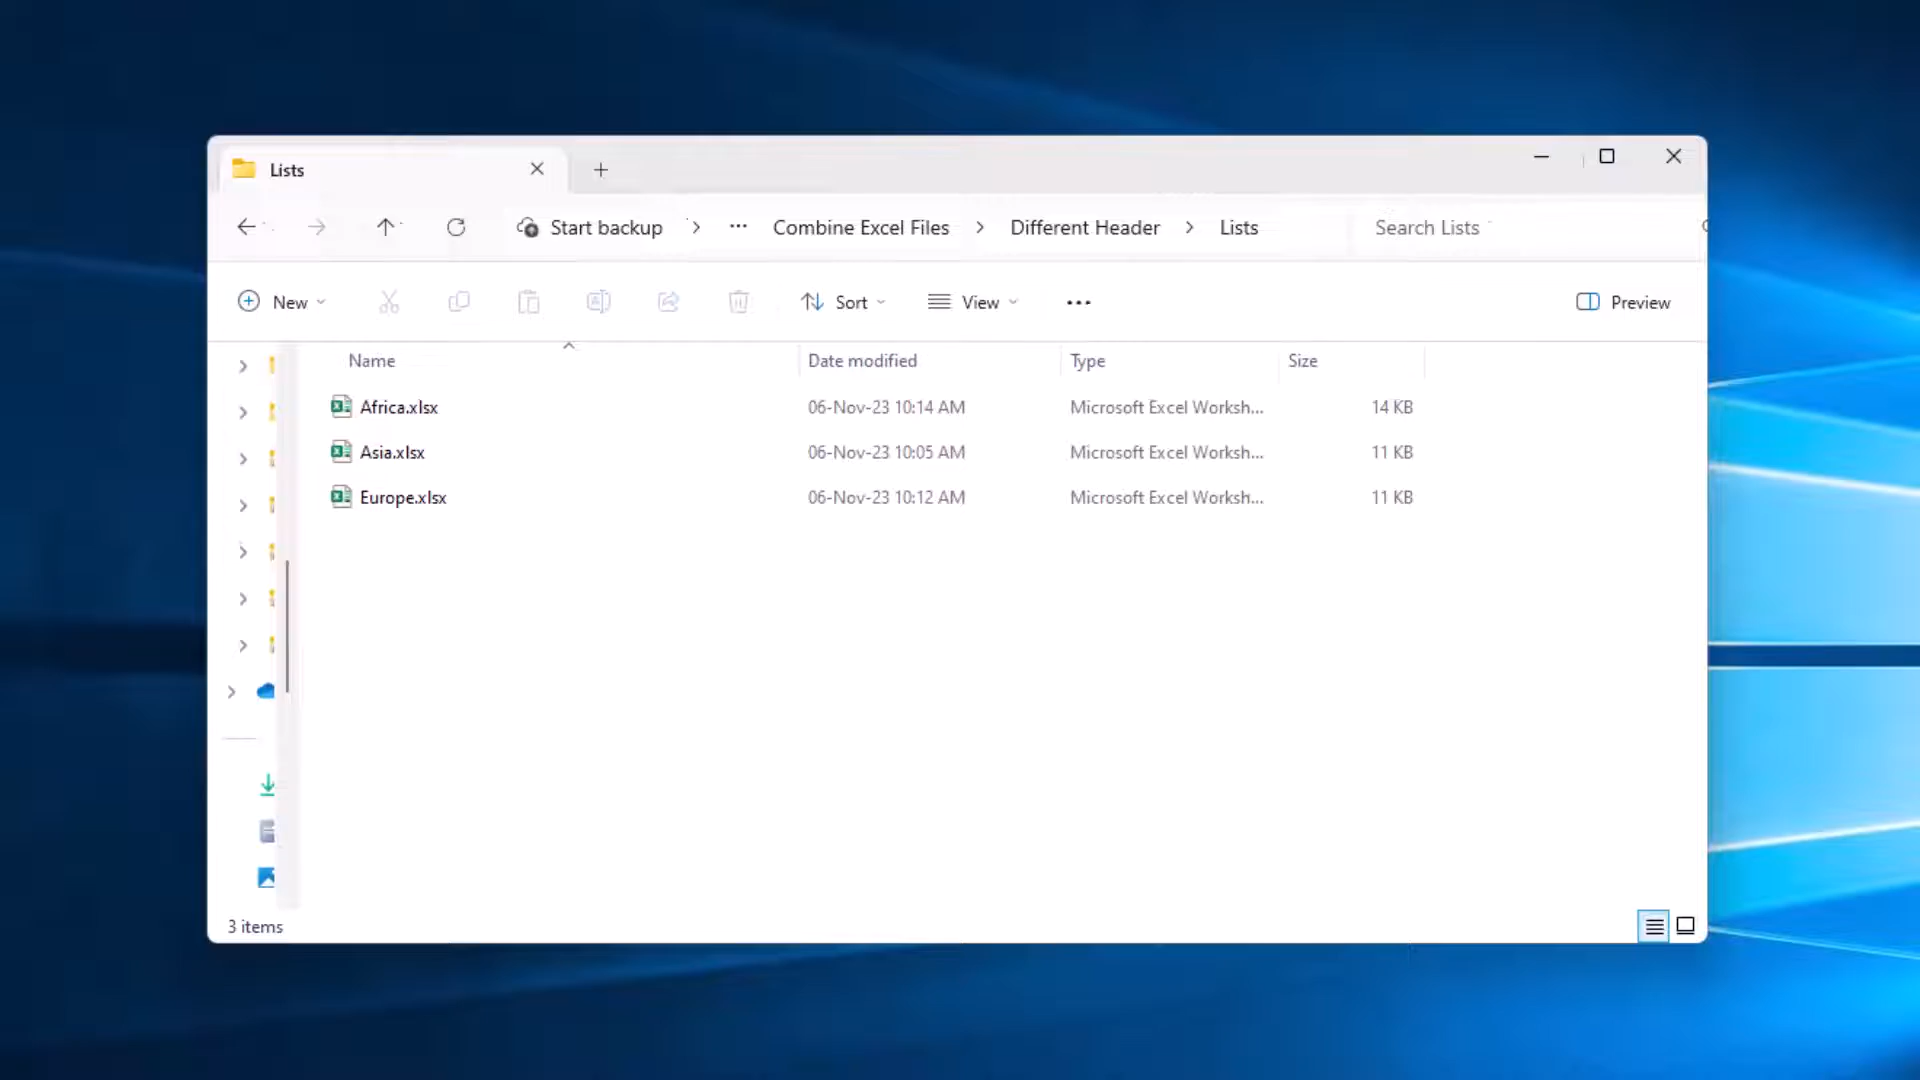 Lists
Start backup > ... Combine Excel Files > Different Header > Lists Search Lists
New Sort View ... Preview
Name Date modified Type Size
Africa.xlsx 06-Nov-23 10:14 AM Microsoft Excel Worksh... 14 KB
Asia.xlsx 06-Nov-23 10:05 AM Microsoft Excel Worksh... 11 KB
Europe.xlsx 06-Nov-23 10:12 AM Microsoft Excel Worksh... 11 KB
3 items